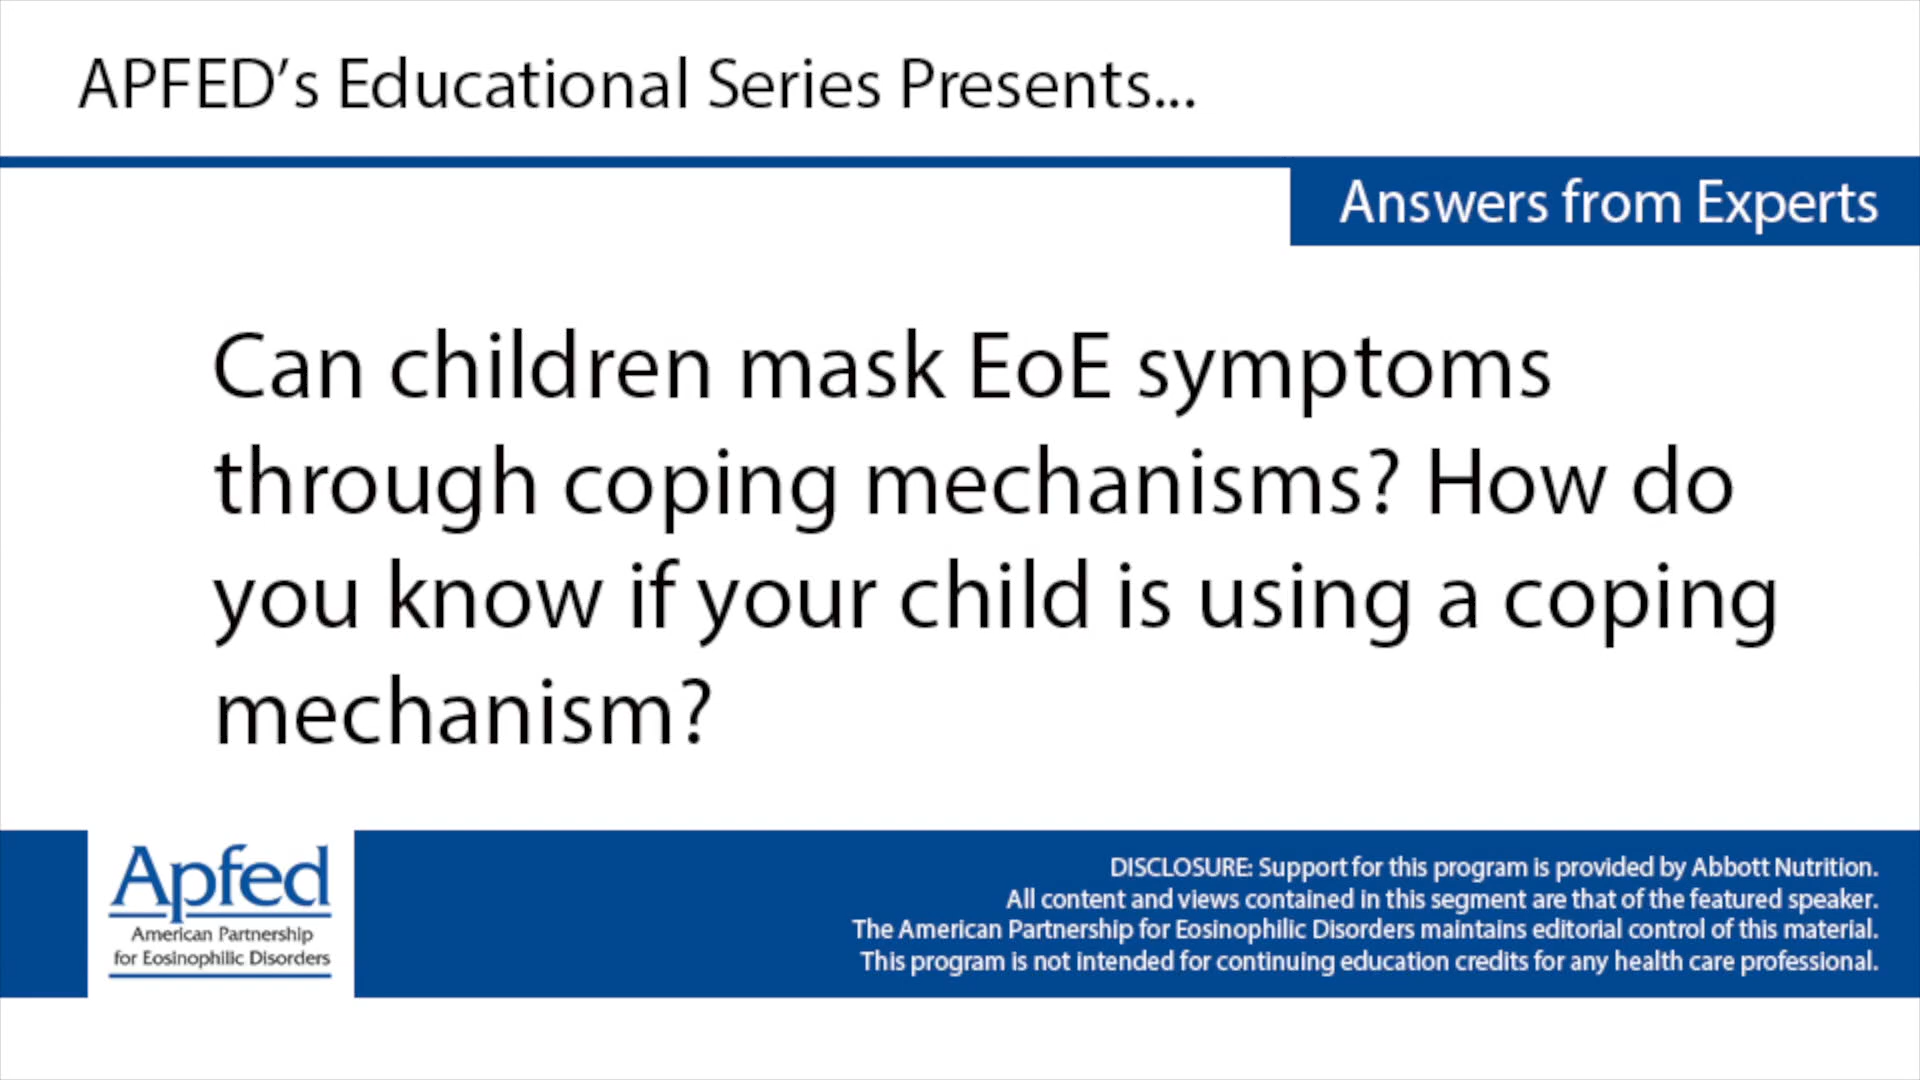 APFED’s Educational Series Presents...
Answers from Experts
Can children mask EoE symptoms
through coping mechanisms? How do
you know if your child is using a coping
mechanism?
Apfed
American Partnership
for Eosinophilic Disorders
DISCLOSURE: Support for this program is provided by Abbott Nutrition.
All content and views contained in this segment are that of the featured speaker.
The American Partnership for Eosinophilic Disorders maintains editorial control of this material.
This program is not intended for continuing education credits for any health care professional.